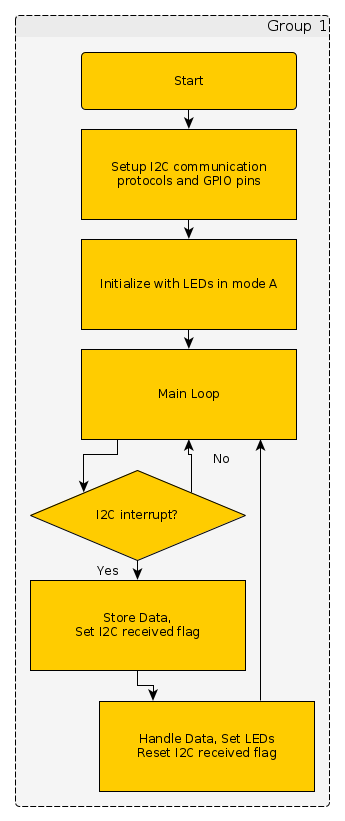 Group 1
Start
Setup I2C communication
protocols and GPIO pins
Initialize with LEDs in mode A
Main Loop
No
I2C interrupt?
Yes
Store Data,
Set I2C received flag
Handle Data, Set LEDs
Reset I2C received flag